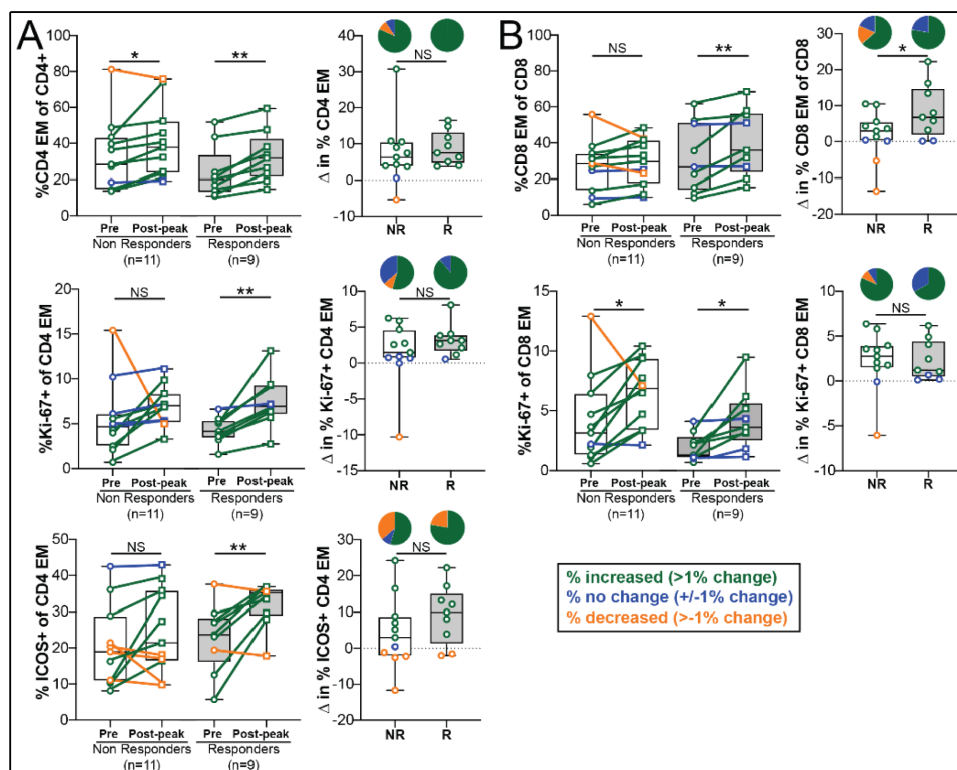 A
%CD4 EM of CD4+
100
80
60
40
20
0
*
**
Pre Post-peak Pre Post-peak
Non Responders Responders
(n=11) (n=9)
Δ in % CD4 EM
40
30
20
10
0
-10
NS
NR R
B
%CD8 EM of CD8
100
80
60
40
20
0
NS
**
Pre Post-peak Pre Post-peak
Non Responders Responders
(n=11) (n=9)
Δ in % CD8 EM of CD8
30
20
10
0
-10
-20
*
NR R
%Ki-67+ of CD4 EM
20
15
10
5
0
NS
**
Pre Post-peak Pre Post-peak
Non Responders Responders
(n=11) (n=9)
Δ in % Ki-67+ CD4 EM
10
5
0
-5
-10
-15
NS
NR R
%Ki-67+ of CD8 EM
15
10
5
0
*
*
Pre Post-peak Pre Post-peak
Non Responders Responders
(n=11) (n=9)
Δ in % Ki-67+ CD8 EM
10
5
0
-5
-10
NS
NR R
% ICOS+ of CD4 EM
50
40
30
20
10
0
NS
**
Pre Post-peak Pre Post-peak
Non Responders Responders
(n=11) (n=9)
Δ in % ICOS+ CD4 EM
30
20
10
0
-10
-20
NS
NR R
% increased (>1% change)
% no change (+/-1% change)
% decreased (>-1% change)